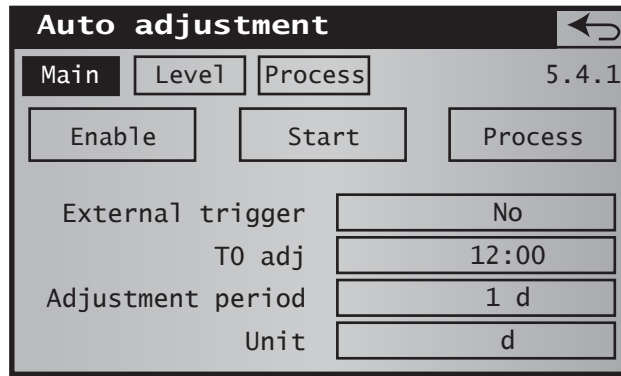 Auto adjustment
Main Level Process 5.4.1
Enable Start Process
External trigger No
T0 adj 12:00
Adjustment period 1 d
Unit d